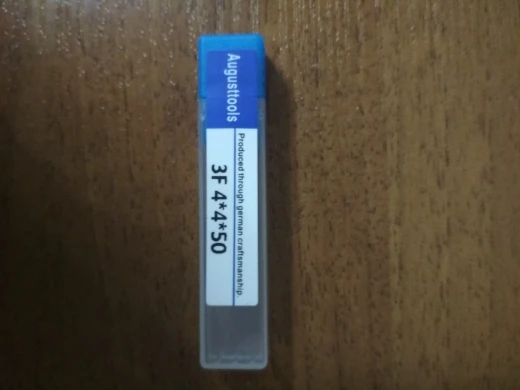 Augusttools
Produced through german craftsmanship.
3F 4*4*50